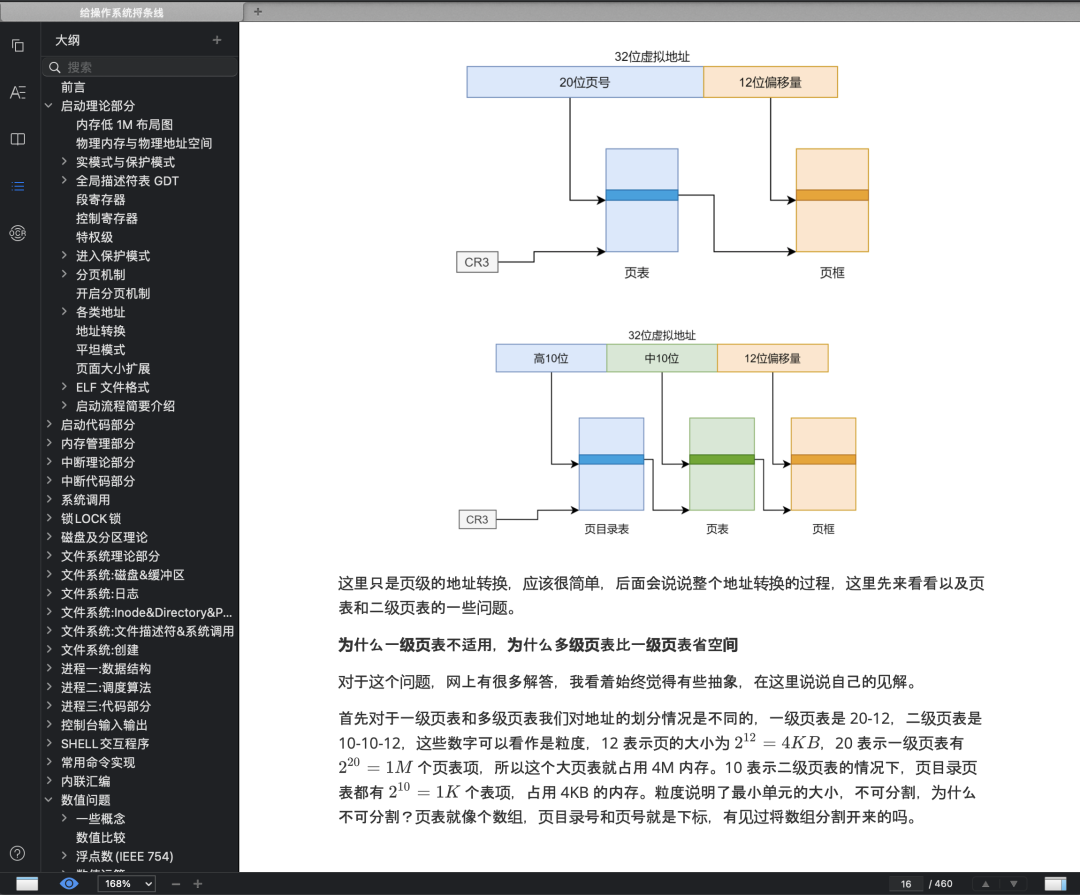 给操作系统捋条线
大纲
搜索
前言
启动理论部分
内存低 1M 布局图
物理内存与物理地址空间
实模式与保护模式
全局描述符表 GDT
段寄存器
控制寄存器
特权级
进入保护模式
分页机制
开启分页机制
各类地址
地址转换
平坦模式
页面大小扩展
ELF 文件格式
启动流程简要介绍
启动代码部分
内存管理部分
中断理论部分
中断代码部分
系统调用
锁LOCK锁
磁盘及分区理论
文件系统理论部分
文件系统:磁盘&缓冲区
文件系统:日志
文件系统:Inode&Directory&P...
文件系统:文件描述符&系统调用
文件系统:创建
进程一:数据结构
进程二:调度算法
进程三:代码部分
控制台输入输出
SHELL交互程序
常用命令实现
内联汇编
数值问题
一些概念
数值比较
浮点数(IEEE 754)
OCR
32位虚拟地址
20位页号
12位偏移量
CR3
页表
页框
32位虚拟地址
高10位
中10位
12位偏移量
CR3
页目录表
页表
页框
这里只是页级的地址转换，应该很简单，后面会说说整个地址转换的过程，这里先来看看以及页
表和二级页表的一些问题。
为什么一级页表不适用，为什么多级页表比一级页表省空间
对于这个问题，网上有很多解答，我看着始终觉得有些抽象，在这里说说自己的见解。
首先对于一级页表和多级页表我们对地址的划分情况是不同的，一级页表是 20-12，二级页表是
10-10-12，这些数字可以看作是粒度，12 表示页的大小为 2^12 = 4KB，20 表示一级页表有
2^20 = 1M 个页表项，所以这个大页表就占用 4M 内存。10 表示二级页表的情况下，页目录页
表都有 2^10 = 1K 个表项，占用 4KB 的内存。粒度说明了最小单元的大小，不可分割，为什么
不可分割？页表就像个数组，页目录号和页号就是下标，有见过将数组分割开来的吗。
168%
16
/ 460